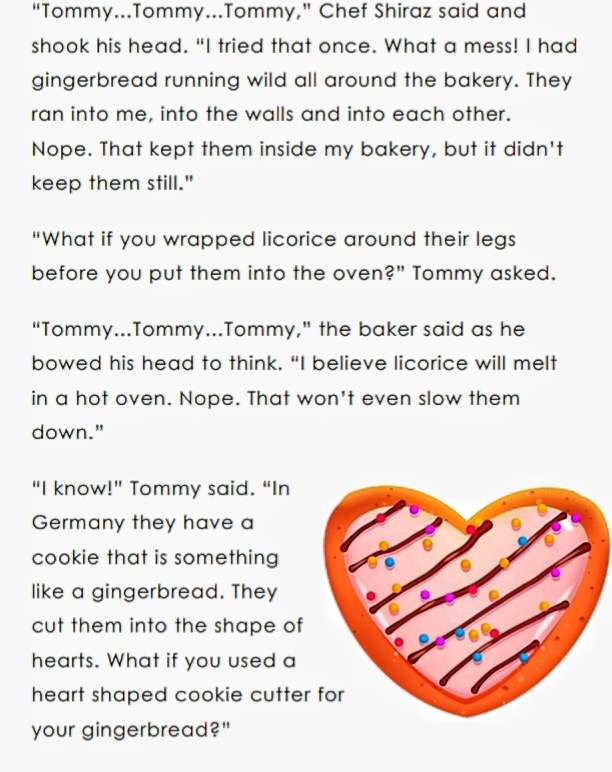 “Tommy...Tommy...Tommy,” Chef Shiraz said and
shook his head. “I tried that once. What a mess! I had
gingerbread running wild all around the bakery. They
ran into me, into the walls and into each other.
Nope. That kept them inside my bakery, but it didn't
keep them still.”
“What if you wrapped licorice around their legs
before you put them into the oven?” Tommy asked.
“Tommy...Tommy...Tommy,” the baker said as he
bowed his head to think. “I believe licorice will melt
in a hot oven. Nope. That won't even slow them
down.”
“I know!” Tommy said. “In
Germany they have a
cookie that is something
like a gingerbread. They
cut them into the shape of
hearts. What if you used a
heart shaped cookie cutter for
your gingerbread?”